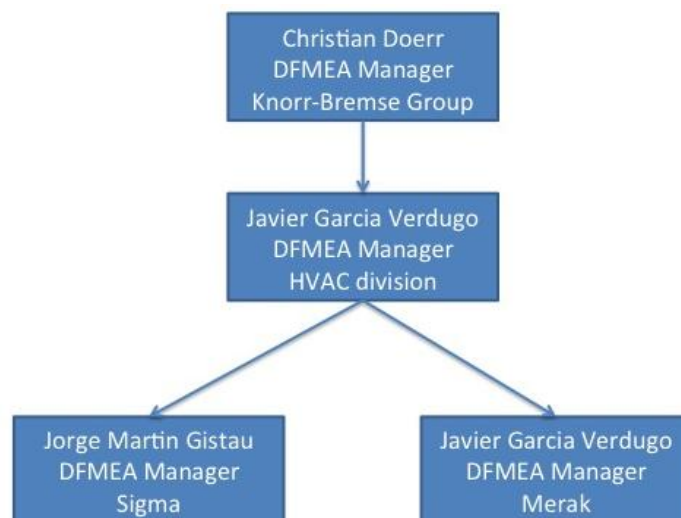 Christian Doerr
DFMEA Manager
Knorr-Bremse Group
Javier Garcia Verdugo
DFMEA Manager
HVAC division
Jorge Martin Gistau
DFMEA Manager
Sigma
Javier Garcia Verdugo
DFMEA Manager
Merak